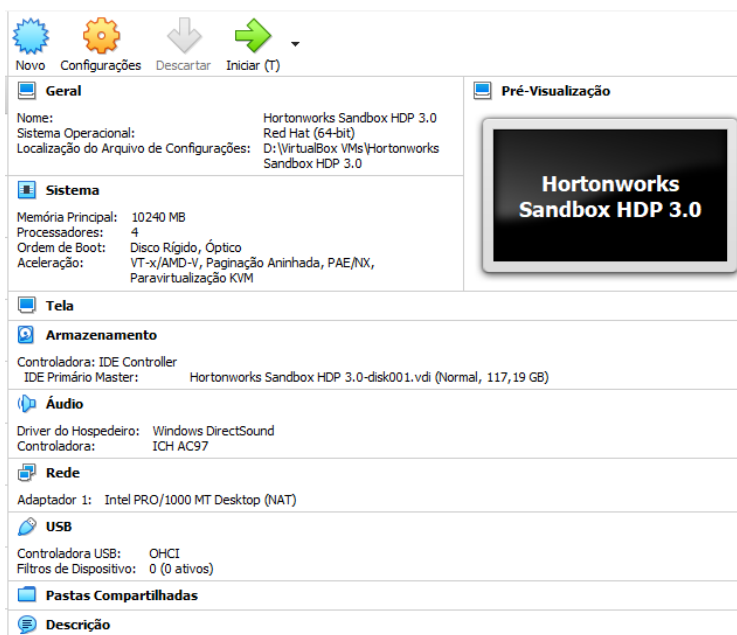 Novo Configurações Descartar Iniciar (T)
Geral
Nome: Hortonworks Sandbox HDP 3.0
Sistema Operacional: Red Hat (64-bit)
Localização do Arquivo de Configurações: D:\VirtualBox VMs\Hortonworks
Sandbox HDP 3.0
Pré-Visualização
Hortonworks
Sandbox HDP 3.0
Sistema
Memória Principal: 10240 MB
Processadores: 4
Ordem de Boot: Disco Rígido, Óptico
Aceleração: VT-x/AMD-V, Paginação Aninhada, PAE/NX,
Paravirtualização KVM
Tela
Armazenamento
Controladora: IDE Controller
IDE Primário Master: Hortonworks Sandbox HDP 3.0-disk001.vdi (Normal, 117,19 GB)
Áudio
Driver do Hospedeiro: Windows DirectSound
Controladora: ICH AC97
Rede
Adaptador 1: Intel PRO/1000 MT Desktop (NAT)
USB
Controladora USB: OHCI
Filtros de Dispositivo: 0 (0 ativos)
Pastas Compartilhadas
Descrição